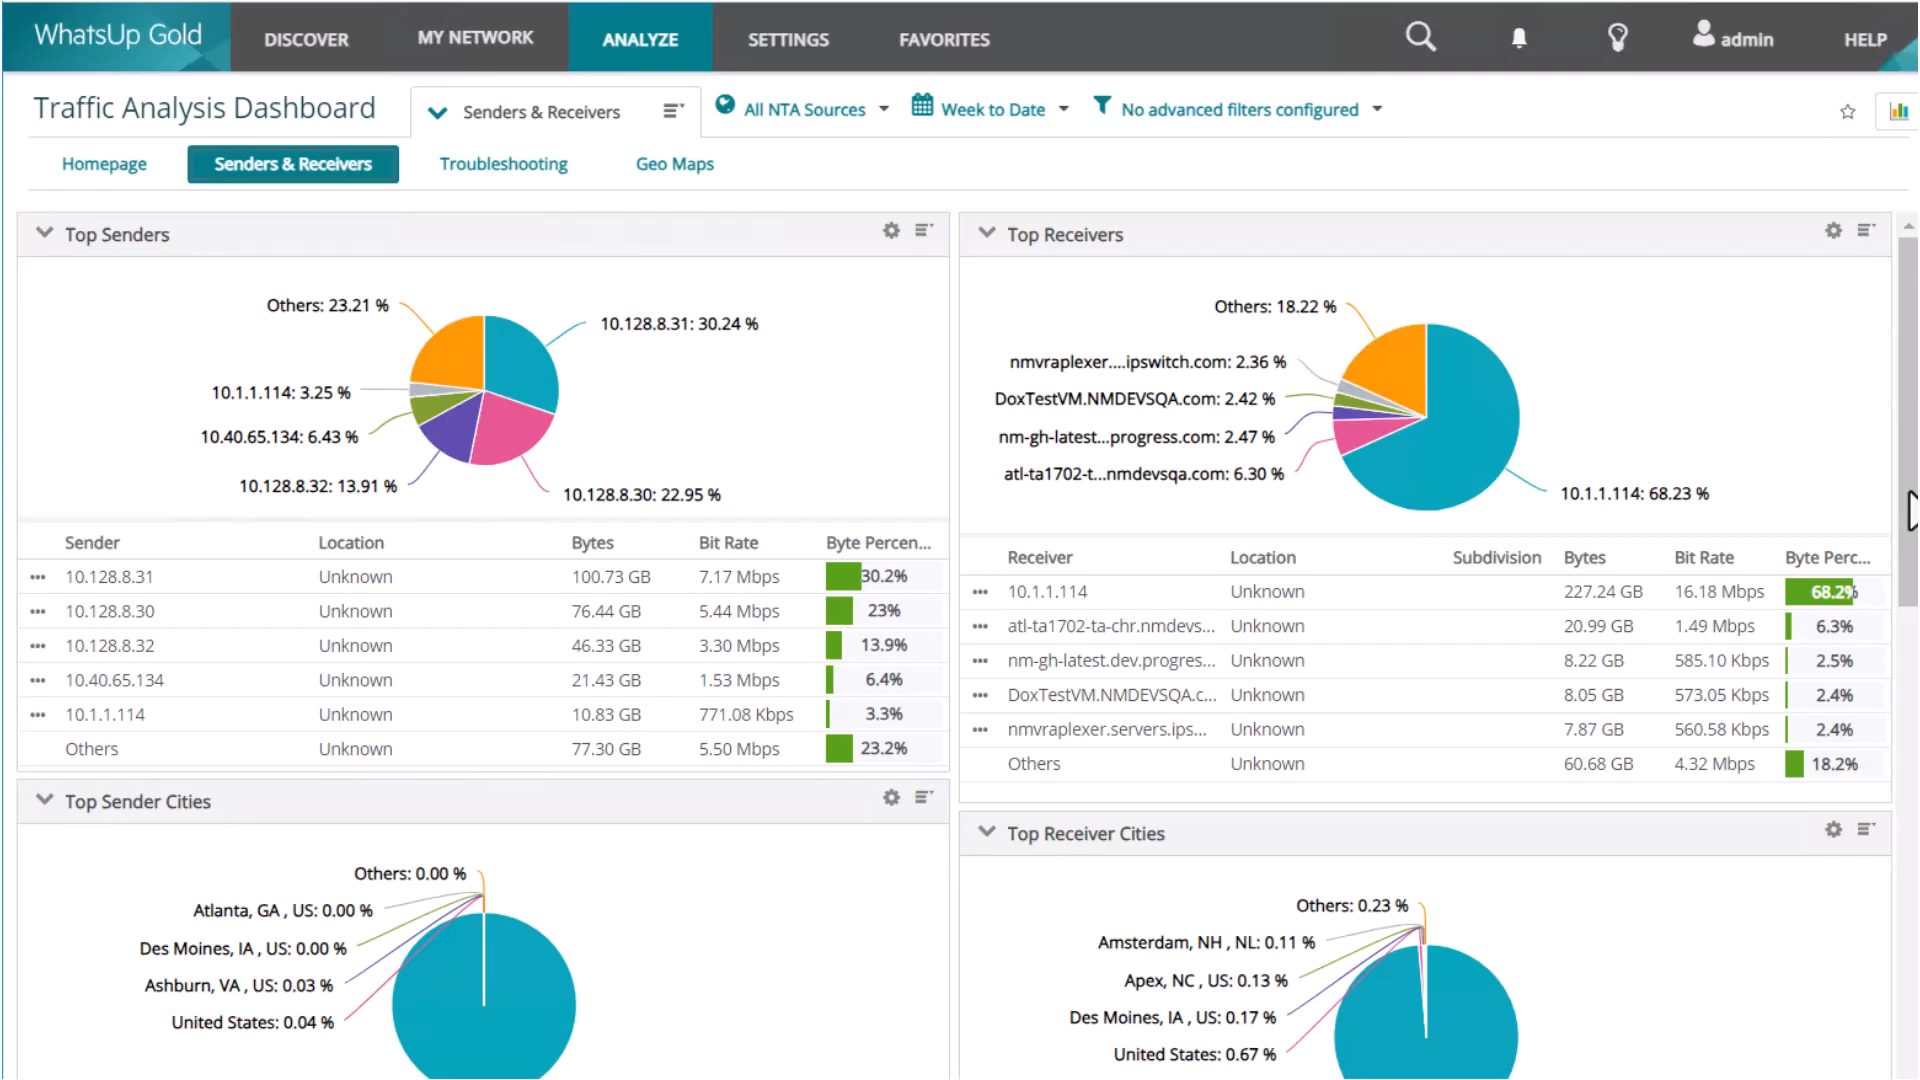 WhatsUp Gold
DISCOVER
MY NETWORK
ANALYZE
SETTINGS
FAVORITES
admin
HELP
Traffic Analysis Dashboard
Senders & Receivers
All NTA Sources
Week to Date
No advanced filters configured
Homepage
Senders & Receivers
Troubleshooting
Geo Maps
Top Senders
Others: 23.21 %
10.128.8.31: 30.24 %
10.1.1.114: 3.25 %
10.40.65.134: 6.43 %
10.128.8.32: 13.91 %
10.128.8.30: 22.95 %
Sender Location Bytes Bit Rate Byte Percen...
10.128.8.31 Unknown 100.73 GB 7.17 Mbps 30.2%
10.128.8.30 Unknown 76.44 GB 5.44 Mbps 23%
10.128.8.32 Unknown 46.33 GB 3.30 Mbps 13.9%
10.40.65.134 Unknown 21.43 GB 1.53 Mbps 6.4%
10.1.1.114 Unknown 10.83 GB 771.08 Kbps 3.3%
Others Unknown 77.30 GB 5.50 Mbps 23.2%
Top Receivers
Others: 18.22 %
nmvraplexer....ipswitch.com: 2.36 %
DoxTestVM.NMDEVSQA.com: 2.42 %
nm-gh-latest...progress.com: 2.47 %
atl-ta1702-t...nmdevsqa.com: 6.30 %
10.1.1.114: 68.23 %
Receiver Location Subdivision Bytes Bit Rate Byte Perc...
10.1.1.114 Unknown 227.24 GB 16.18 Mbps 68.2%
atl-ta1702-ta-chr.nmdevs... Unknown 20.99 GB 1.49 Mbps 6.3%
nm-gh-latest.dev.progres... Unknown 8.22 GB 585.10 Kbps 2.5%
DoxTestVM.NMDEVSQA.c... Unknown 8.05 GB 573.05 Kbps 2.4%
nmvraplexer.servers.ips... Unknown 7.87 GB 560.58 Kbps 2.4%
Others Unknown 60.68 GB 4.32 Mbps 18.2%
Top Sender Cities
Others: 0.00 %
Atlanta, GA , US: 0.00 %
Des Moines, IA , US: 0.00 %
Ashburn, VA , US: 0.03 %
United States: 0.04 %
Top Receiver Cities
Others: 0.23 %
Amsterdam, NH , NL: 0.11 %
Apex, NC , US: 0.13 %
Des Moines, IA , US: 0.17 %
United States: 0.67 %